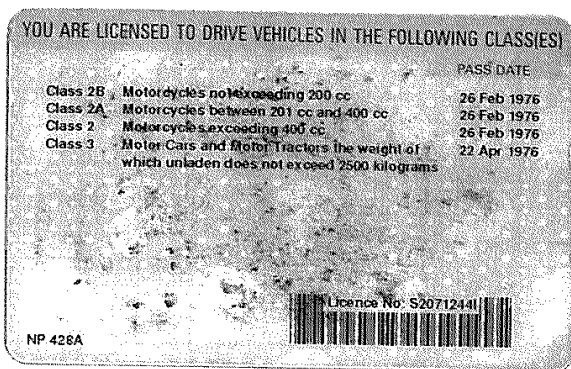 YOU ARE LICENSED TO DRIVE VEHICLES IN THE FOLLOWING CLASS(ES)
PASS DATE
Class 2B Motorcycles not exceeding 200 cc 26 Feb 1976
Class 2A Motorcycles between 201 cc and 400 cc 26 Feb 1976
Class 2 Motorcycles exceeding 400 cc 26 Feb 1976
Class 3 Motor Cars and Motor Tractors the weight of 22 Apr 1976
which unladen does not exceed 2500 kilograms
Licence No: S2071244I
NP 428A